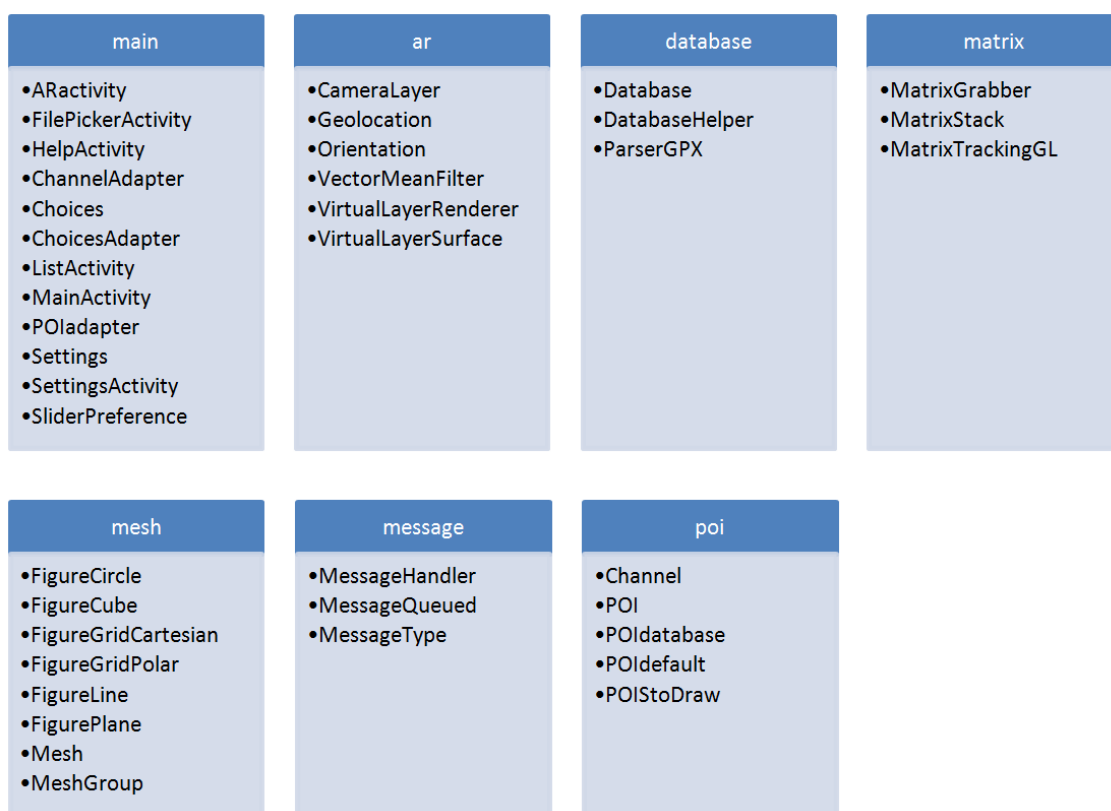 main
•ARactivity
•FilePickerActivity
•HelpActivity
•ChannelAdapter
•Choices
•ChoicesAdapter
•ListActivity
•MainActivity
•POIadapter
•Settings
•SettingsActivity
•SliderPreference
ar
•CameraLayer
•Geolocation
•Orientation
•VectorMeanFilter
•VirtualLayerRenderer
•VirtualLayerSurface
database
•Database
•DatabaseHelper
•ParserGPX
matrix
•MatrixGrabber
•MatrixStack
•MatrixTrackingGL
mesh
•FigureCircle
•FigureCube
•FigureGridCartesian
•FigureGridPolar
•FigureLine
•FigurePlane
•Mesh
•MeshGroup
message
•MessageHandler
•MessageQueued
•MessageType
poi
•Channel
•POI
•POIdatabase
•POIdefault
•POIStoDraw